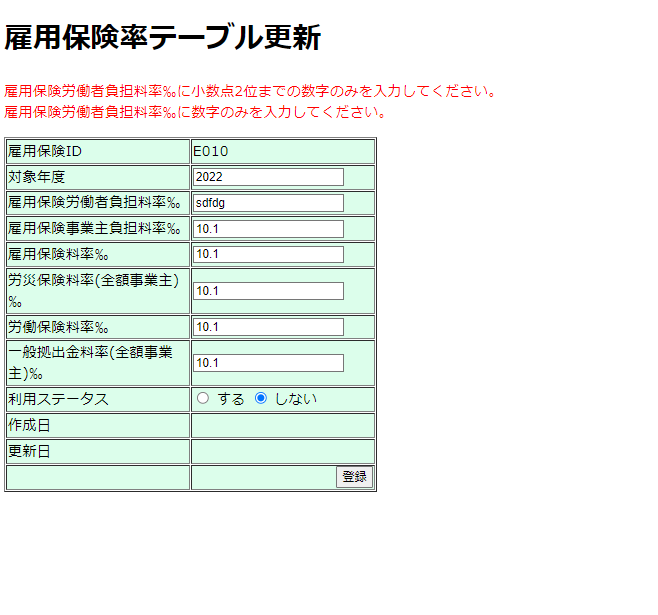 雇用保険率テーブル更新
雇用保険労働者負担料率‰に小数点2位までの数字のみを入力してください。
雇用保険労働者負担料率‰に数字のみを入力してください。
雇用保険ID E010
対象年度 2022
雇用保険労働者負担料率‰ sdfdg
雇用保険事業主負担料率‰ 10.1
雇用保険料率‰ 10.1
労災保険料率(全額事業主)
‰ 10.1
労働保険料率‰ 10.1
一般拠出金料率(全額事業
主)‰ 10.1
利用ステータス する しない
作成日
更新日
登録